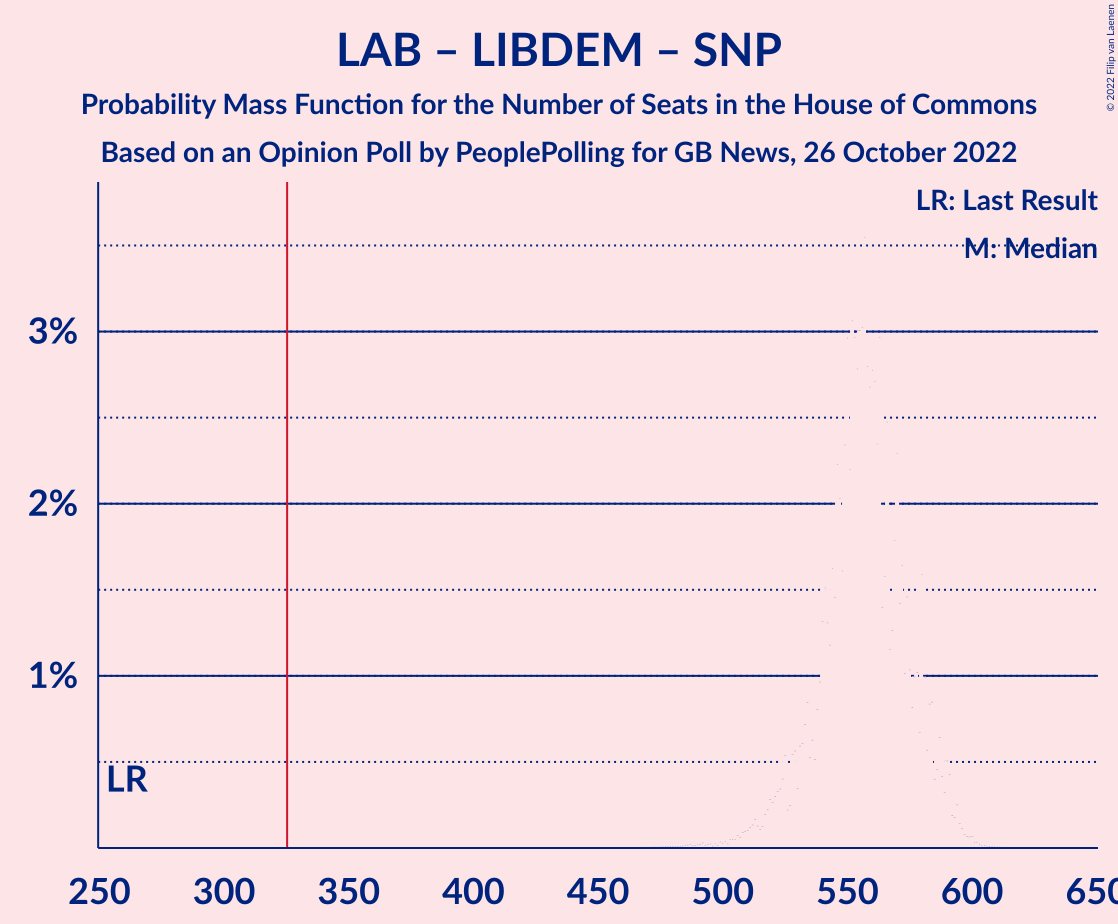 LAB – LIBDEM – SNP
Probability Mass Function for the Number of Seats in the House of Commons
Based on an Opinion Poll by PeoplePolling for GB News, 26 October 2022
© 2022 Filip van Laenen
LR: Last Result
M: Median
3%
2%
1%
LR
250 300 350 400 450 500 550 600 650